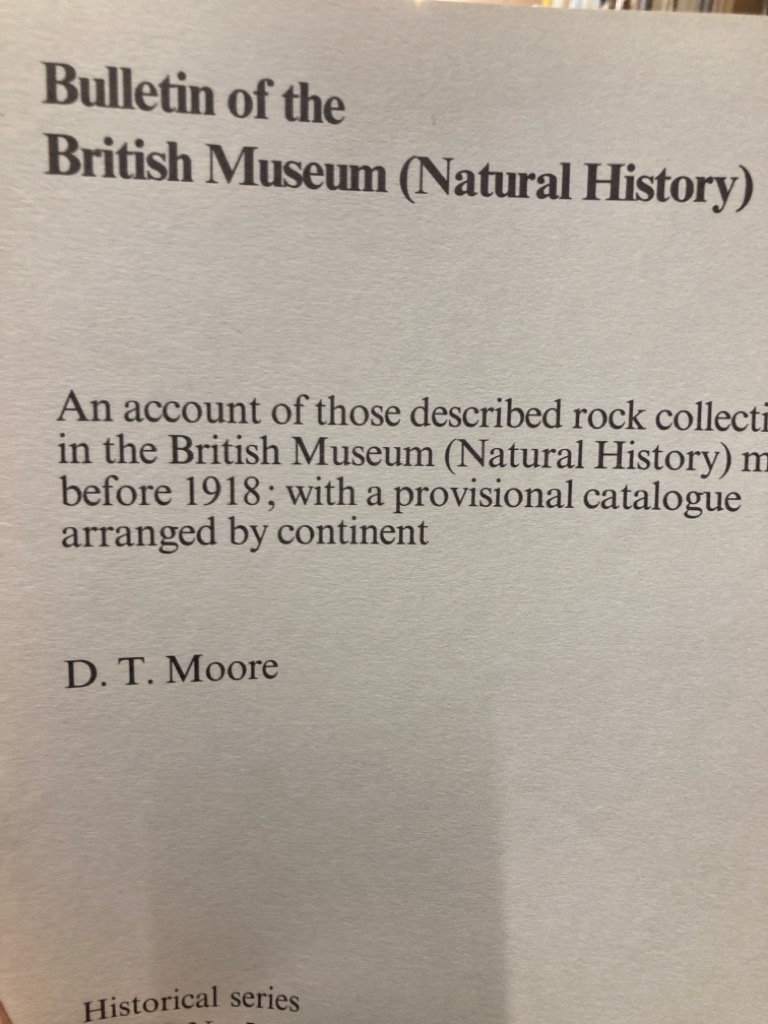 Bulletin of the
British Museum (Natural History)
An account of those described rock collecti
in the British Museum (Natural History) m
before 1918; with a provisional catalogue
arranged by continent
D. T. Moore
Historical series